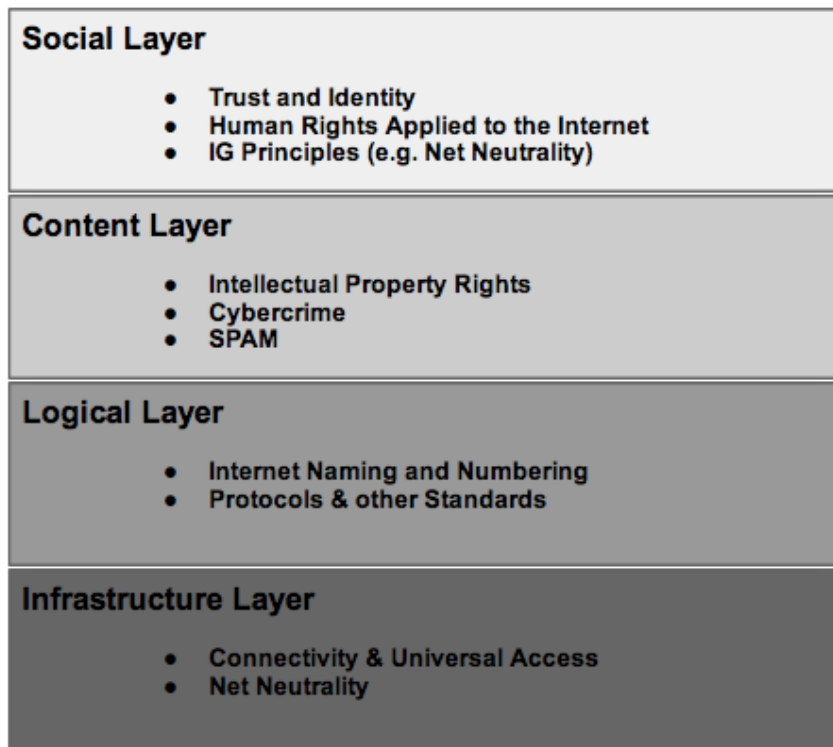 Social Layer
● Trust and Identity
● Human Rights Applied to the Internet
● IG Principles (e.g. Net Neutrality)
Content Layer
● Intellectual Property Rights
● Cybercrime
● SPAM
Logical Layer
● Internet Naming and Numbering
● Protocols & other Standards
Infrastructure Layer
● Connectivity & Universal Access
● Net Neutrality